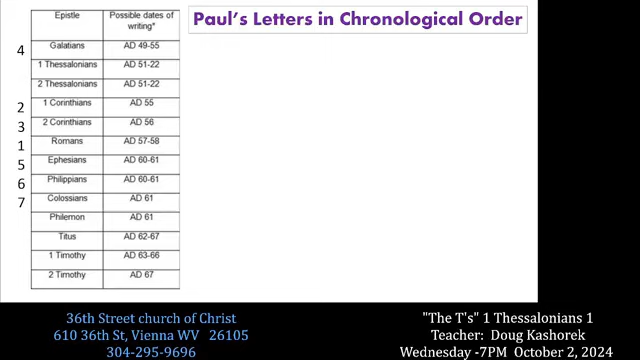 Paul's Letters in Chronological Order
Epistle Possible dates of writing*
4 Galatians AD 49-55
1 Thessalonians AD 51-22
2 Thessalonians AD 51-22
2 1 Corinthians AD 55
3 2 Corinthians AD 56
1 Romans AD 57-58
5 Ephesians AD 60-61
6 Philippians AD 60-61
7 Colossians AD 61
Philemon AD 61
Titus AD 62-67
1 Timothy AD 63-66
2 Timothy AD 67
36th Street church of Christ
610 36th St, Vienna WV 26105
304-295-9696
"The T's" 1 Thessalonians 1
Teacher: Doug Kashorek
Wednesday -7PM October 2, 2024